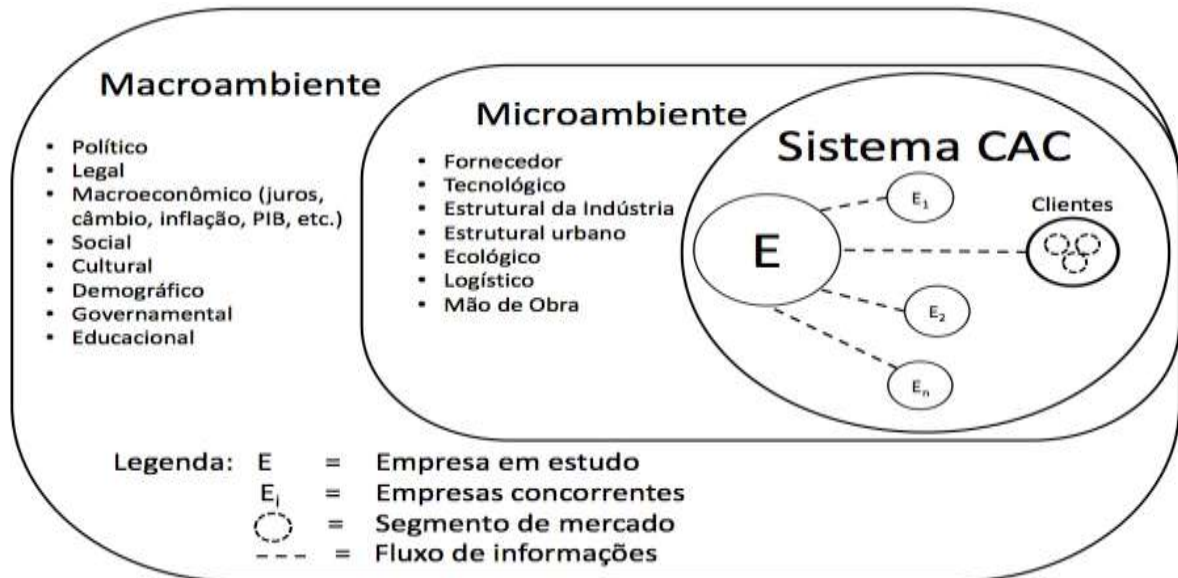 Macroambiente
• Político
• Legal
• Macroeconômico (juros,
câmbio, inflação, PIB, etc.)
• Social
• Cultural
• Demográfico
• Governamental
• Educacional
Microambiente
• Fornecedor
• Tecnológico
• Estrutural da Indústria
• Estrutural urbano
• Ecológico
• Logístico
• Mão de Obra
Sistema CAC
E₁
Clientes
E
E₂
Eₙ
Legenda: E = Empresa em estudo
Eᵢ = Empresas concorrentes
= Segmento de mercado
--- = Fluxo de informações